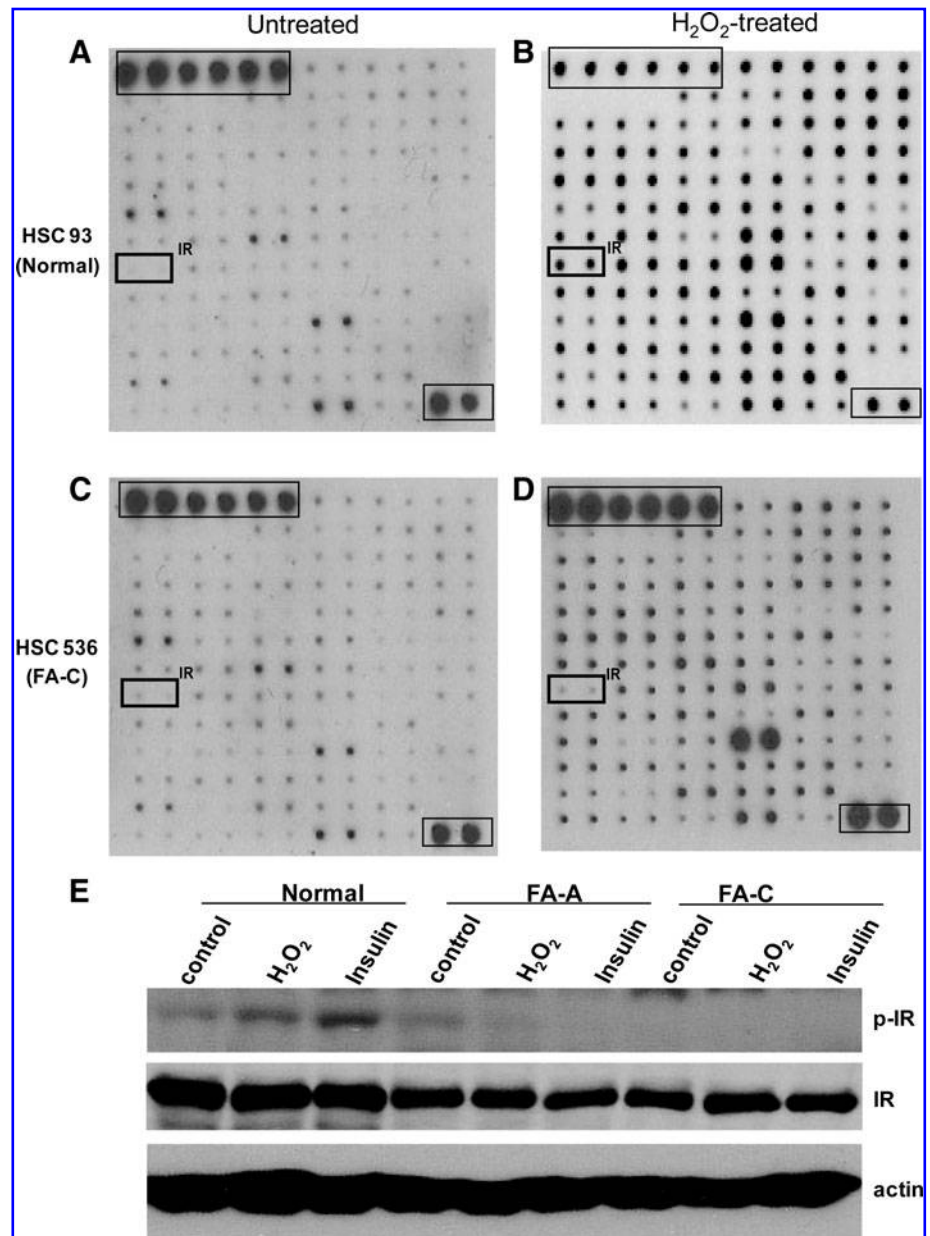 Untreated
H₂O₂-treated
A
B
HSC 93
(Normal)
IR
IR
C
D
HSC 536
(FA-C)
IR
IR
E
Normal
FA-A
FA-C
control
H₂O₂
Insulin
control
H₂O₂
Insulin
control
H₂O₂
Insulin
p-IR
IR
actin